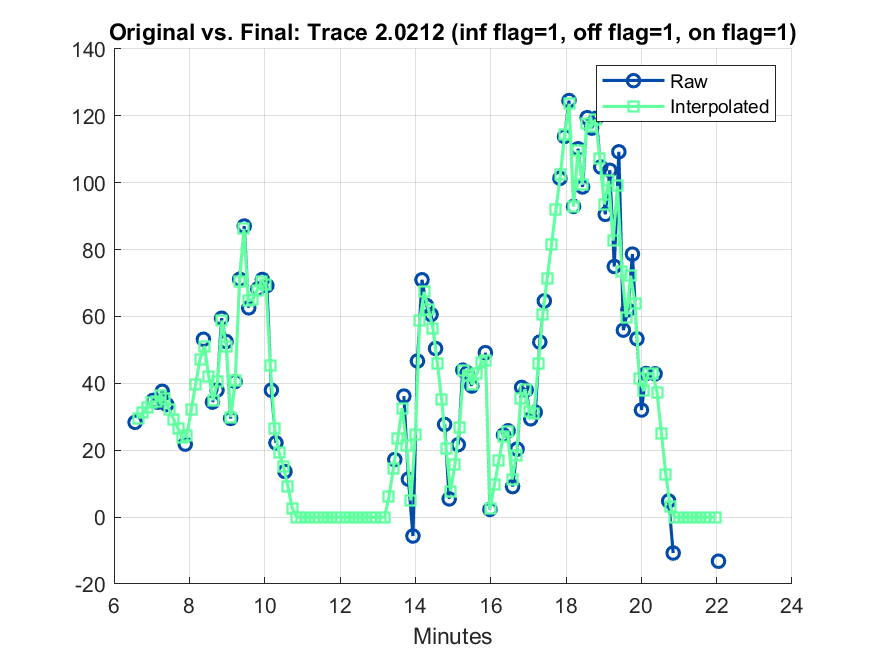 Original vs. Final: Trace 2.0212 (inf flag=1, off flag=1, on flag=1)
140
120
100
80
60
40
20
0
-20
Raw
Interpolated
6 8 10 12 14 16 18 20 22 24
Minutes